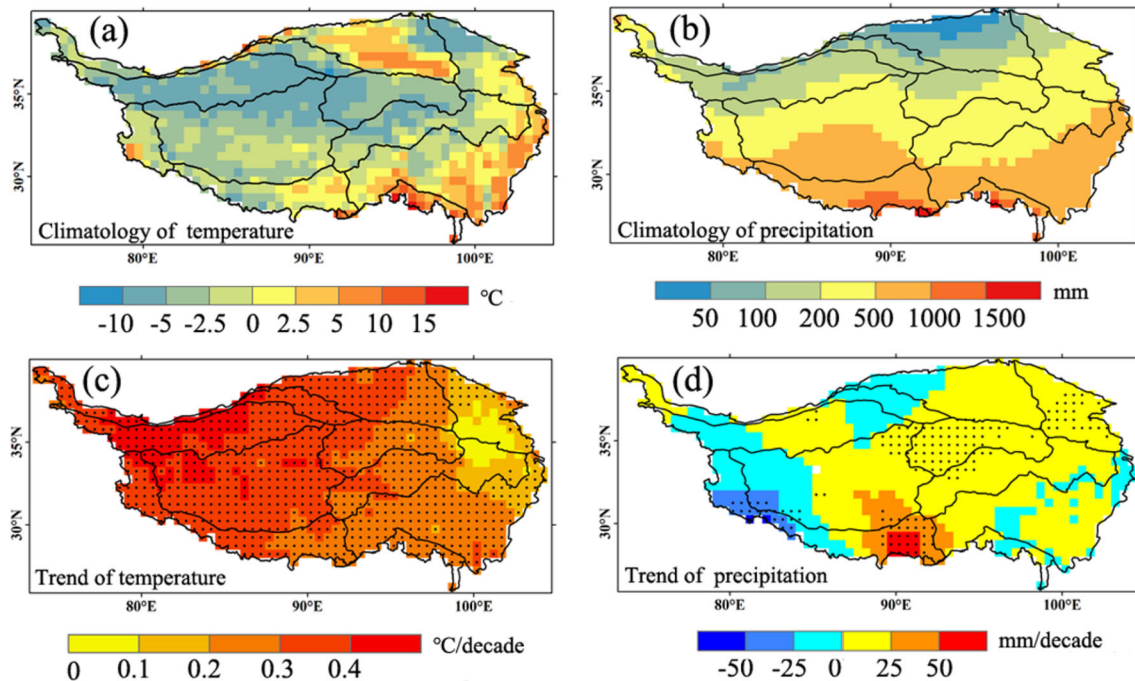 (a)
35°N
30°N
Climatology of temperature
80°E 90°E 100°E
°C
-10 -5 -2.5 0 2.5 5 10 15
(b)
35°N
30°N
Climatology of precipitation
80°E 90°E 100°E
mm
50 100 200 500 1000 1500
(c)
35°N
30°N
Trend of temperature
80°E 90°E 100°E
°C/decade
0 0.1 0.2 0.3 0.4
(d)
35°N
30°N
Trend of precipitation
80°E 90°E 100°E
mm/decade
-50 -25 0 25 50